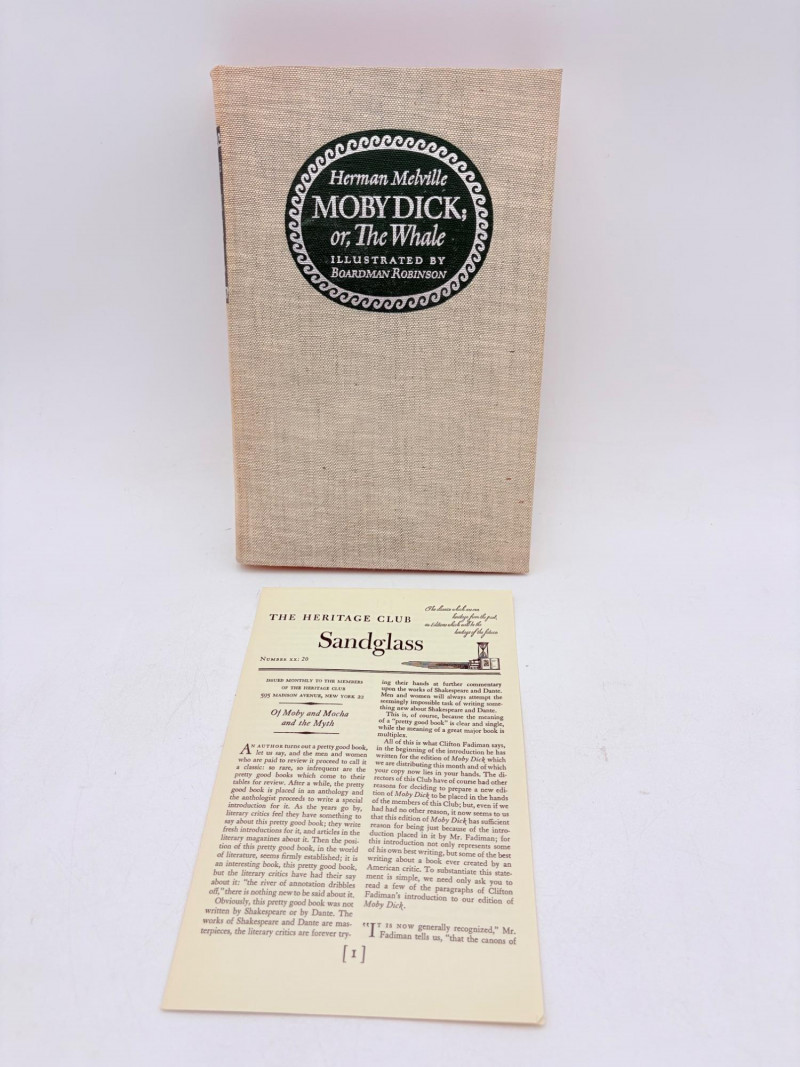 Herman Melville
MOBY DICK;
or, The Whale
ILLUSTRATED BY
BOARDMAN ROBINSON
THE HERITAGE CLUB
The classics which are our
heritage from the past,
in Editions which will be the
heritage of the future
Sandglass
NUMBER XX: 20
ISSUED MONTHLY TO THE MEMBERS
OF THE HERITAGE CLUB
595 MADISON AVENUE, NEW YORK 22
Of Moby and Mocha
and the Myth
AN AUTHOR turns out a pretty good book,
let us say, and the men and women
who are paid to review it proceed to call it
a classic: so rare, so infrequent are the
pretty good books which come to their
tables for review. After a while, the pretty
good book is placed in an anthology and
the anthologist proceeds to write a special
introduction for it. As the years go by,
literary critics feel they have something to
say about this pretty good book; they write
fresh introductions for it, and articles in the
literary magazines about it. Then the posi-
tion of this pretty good book, in the world
of literature, seems firmly established; it is
an interesting book, this pretty good book,
but the literary critics have had their say
about it: "the river of annotation dribbles
off," there is nothing new to be said about it.
Obviously, this pretty good book was not
written by Shakespeare or by Dante. The
works of Shakespeare and Dante are mas-
terpieces, the literary critics are forever try-
ing their hands at further commentary
upon the works of Shakespeare and Dante.
Men and women will always attempt the
seemingly impossible task of writing some-
thing new about Shakespeare and Dante.
This is, of course, because the meaning
of a "pretty good book" is clear and single,
while the meaning of a great major book is
multiplex.
All of this is what Clifton Fadiman says,
in the beginning of the introduction he has
written for the edition of Moby Dick which
we are distributing this month and of which
your copy now lies in your hands. The di-
rectors of this Club have of course had other
reasons for deciding to prepare a new edi-
tion of Moby Dick to be placed in the hands
of the members of this Club; but, even if we
had had no other reason, it now seems to us
that this edition of Moby Dick has sufficient
reason for being just because of the intro-
duction placed in it by Mr. Fadiman; for
this introduction not only represents some
of his own best writing, but some of the best
writing about a book ever created by an
American critic. To substantiate this state-
ment is simple, we need only ask you to
read a few of the paragraphs of Clifton
Fadiman's introduction to our edition of
Moby Dick.
"IT IS NOW generally recognized," Mr.
Fadiman tells us, "that the canons of
[1]